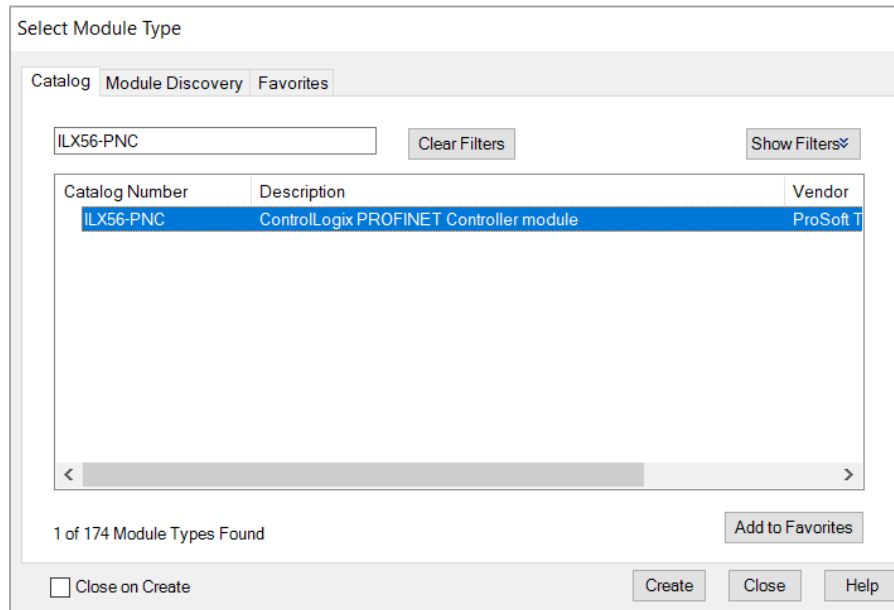 Select Module Type
Catalog Module Discovery Favorites
ILX56-PNC Clear Filters Show Filters
Catalog Number Description Vendor
ILX56-PNC ControlLogix PROFINET Controller module ProSoft T
1 of 174 Module Types Found Add to Favorites
Close on Create Create Close Help